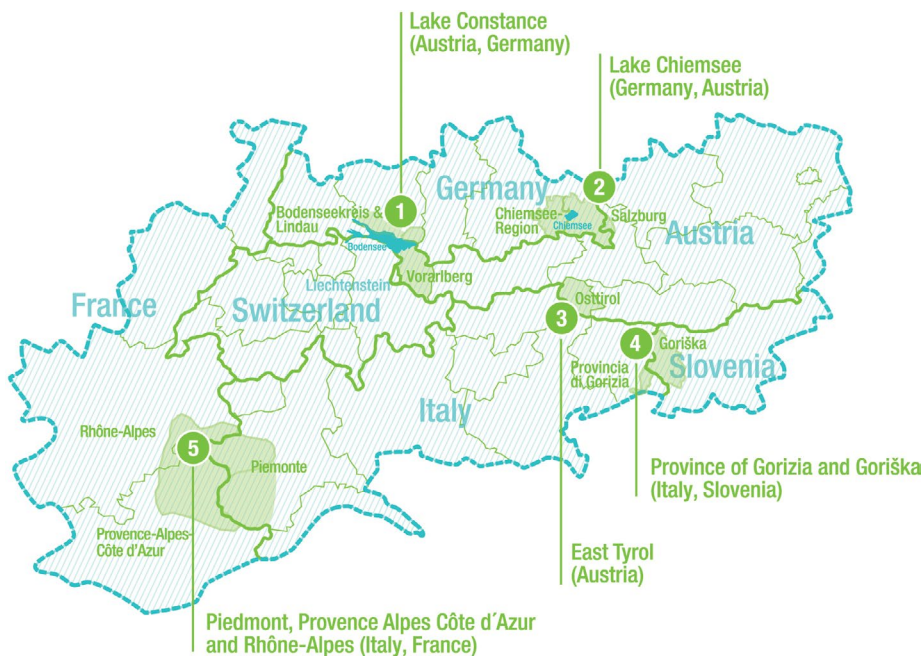 Lake Constance
(Austria, Germany)
Lake Chiemsee
(Germany, Austria)
Germany
2
Bodenseekreis &
Lindau
1
Chiemsee-
Region
Chiemsee
Salzburg
Austria
Bodensee
Vorarlberg
Liechtenstein
France
Switzerland
Osttirol
3
4
Goriška
Provincia
di Gorizia
Slovenia
Italy
Rhône-Alpes
5
Piemonte
Provence-Alpes-
Côte d'Azur
Province of Gorizia and Goriška
(Italy, Slovenia)
East Tyrol
(Austria)
Piedmont, Provence Alpes Côte d´Azur
and Rhône-Alpes (Italy, France)